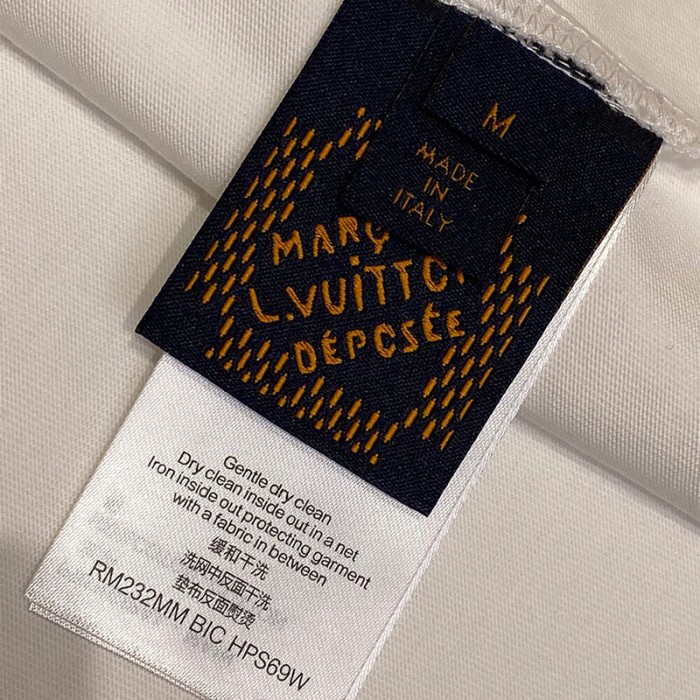 M
MADE
IN
ITALY
MARQ
L.VUITTO
DÉPOSÉE
Gentle dry clean
Dry clean inside out in a net
Iron inside out protecting garment
with a fabric in between
缓和干洗
洗网中反面干洗
垫布反面熨烫
RM232MM BIC HPS69W